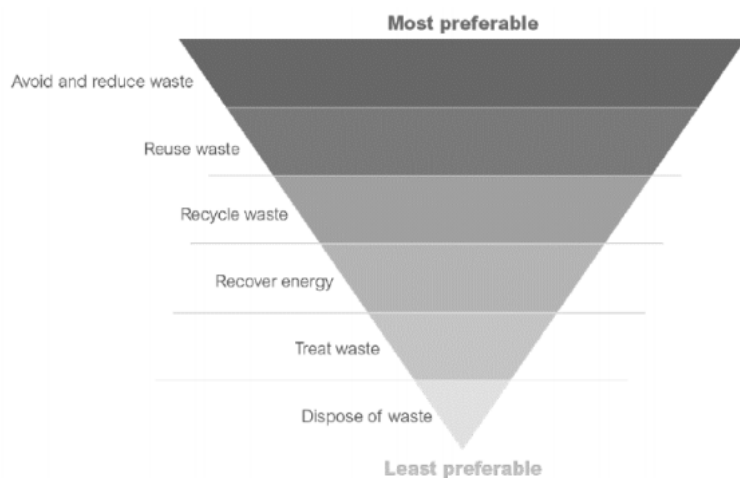 Most preferable
Avoid and reduce waste
Reuse waste
Recycle waste
Recover energy
Treat waste
Dispose of waste
Least preferable